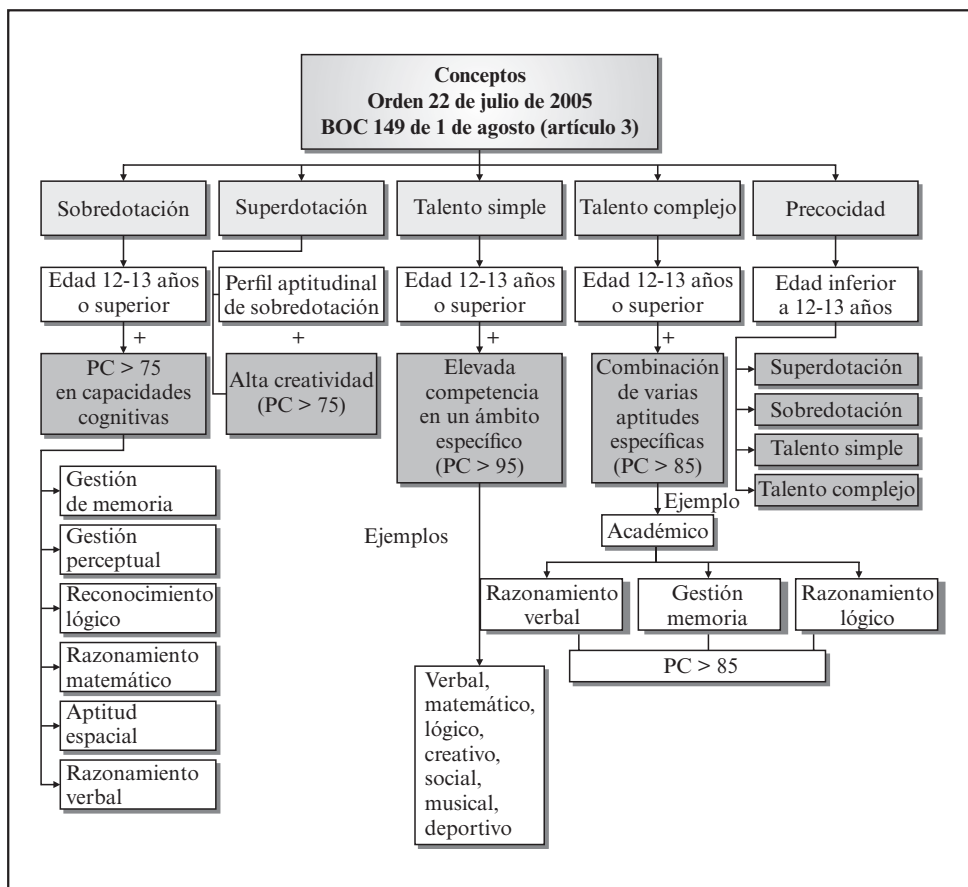 Conceptos
Orden 22 de julio de 2005
BOC 149 de 1 de agosto (artículo 3)
Sobredotación
Superdotación
Talento simple
Talento complejo
Precocidad
Edad 12-13 años
o superior
Perfil aptitudinal
de sobredotación
Edad 12-13 años
o superior
Edad 12-13 años
o superior
Edad inferior
a 12-13 años
+
+
+
+
PC > 75
en capacidades
cognitivas
Alta creatividad
(PC > 75)
Elevada
competencia
en un ámbito
específico
(PC > 95)
Combinación
de varias
aptitudes
específicas
(PC > 85)
Superdotación
Sobredotación
Talento simple
Talento complejo
Gestión
de memoria
Gestión
perceptual
Reconocimiento
lógico
Razonamiento
matemático
Aptitud
espacial
Razonamiento
verbal
Ejemplos
Verbal,
matemático,
lógico,
creativo,
social,
musical,
deportivo
Ejemplo
Académico
Razonamiento
verbal
Gestión
memoria
Razonamiento
lógico
PC > 85